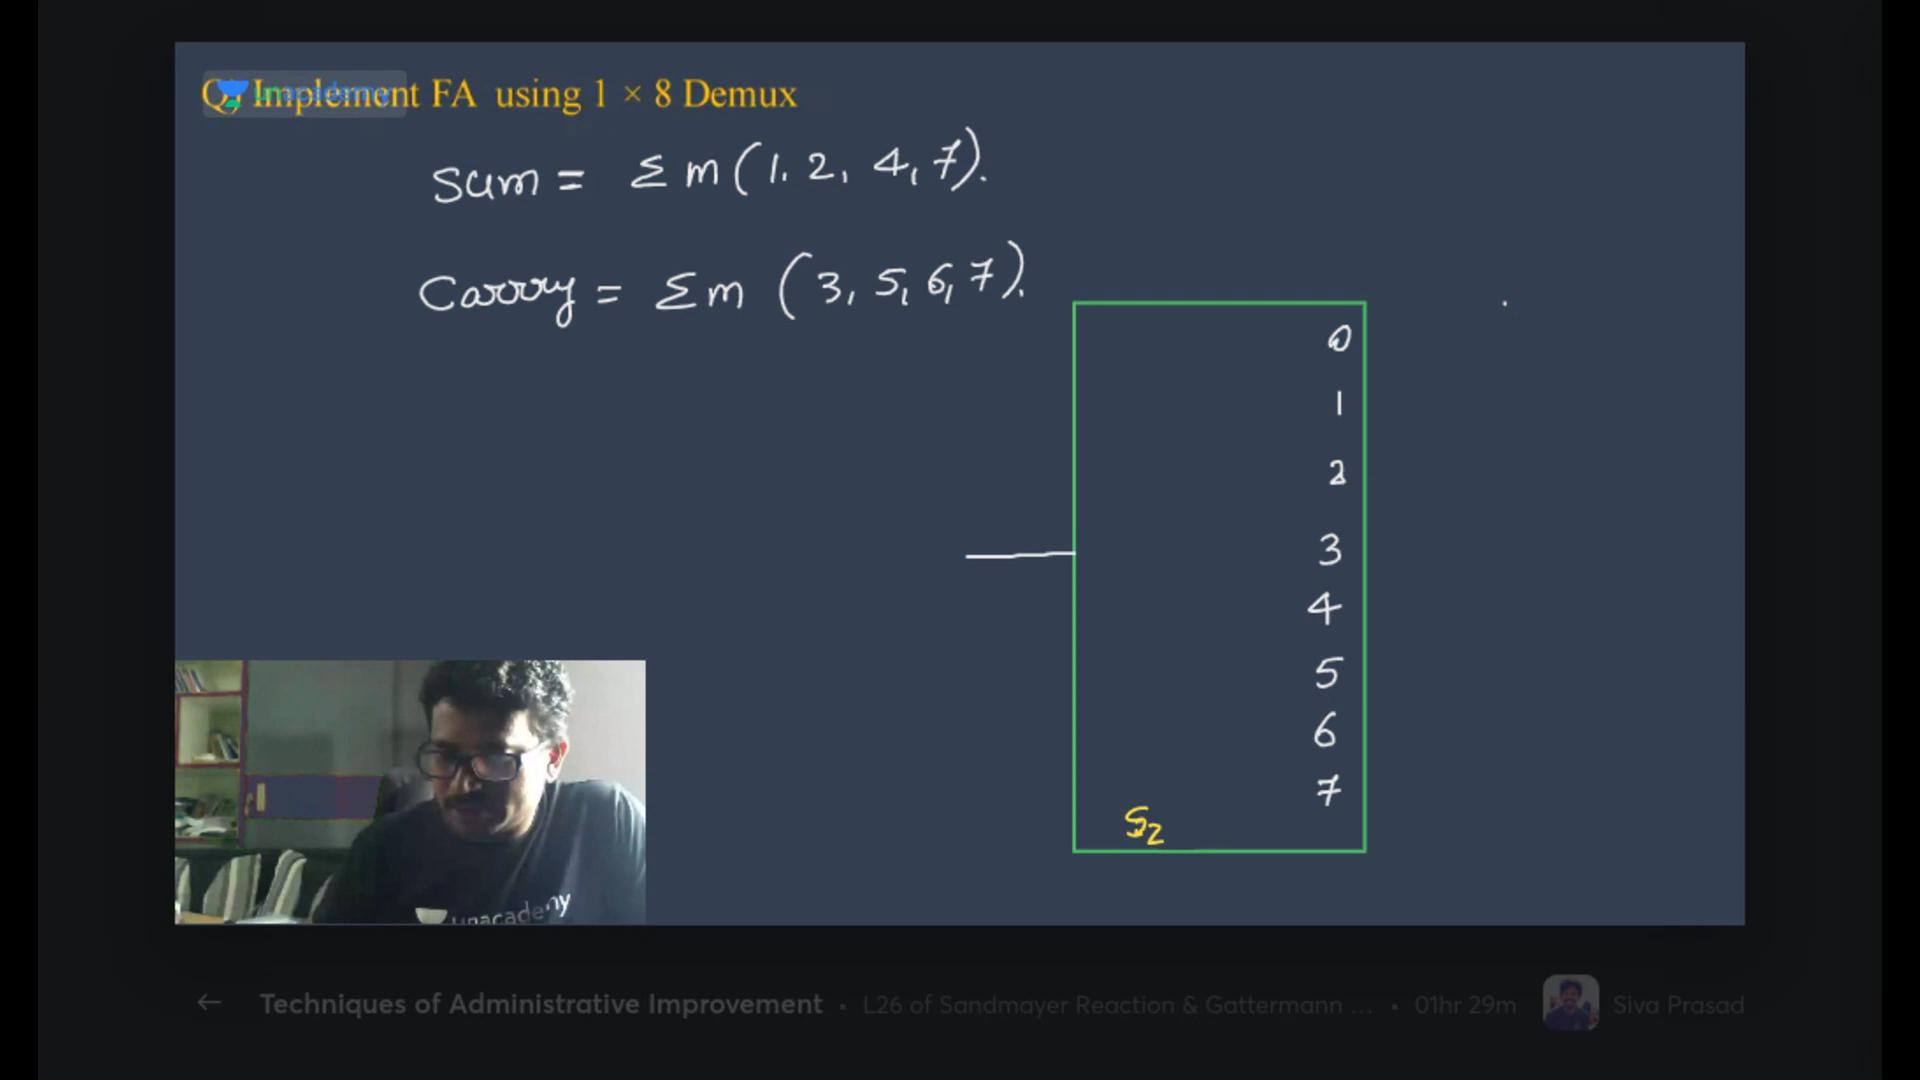 Q) Implement FA using 1 × 8 Demux
unacademy
Sum = Σ m (1, 2, 4, 7).
Carry = Σm (3, 5, 6, 7).
0
1
2
3
4
5
6
7
S2
unacademy
← Techniques of Administrative Improvement • L26 of Sandmayer Reaction & Gattermann ... • 01hr 29m Siva Prasad